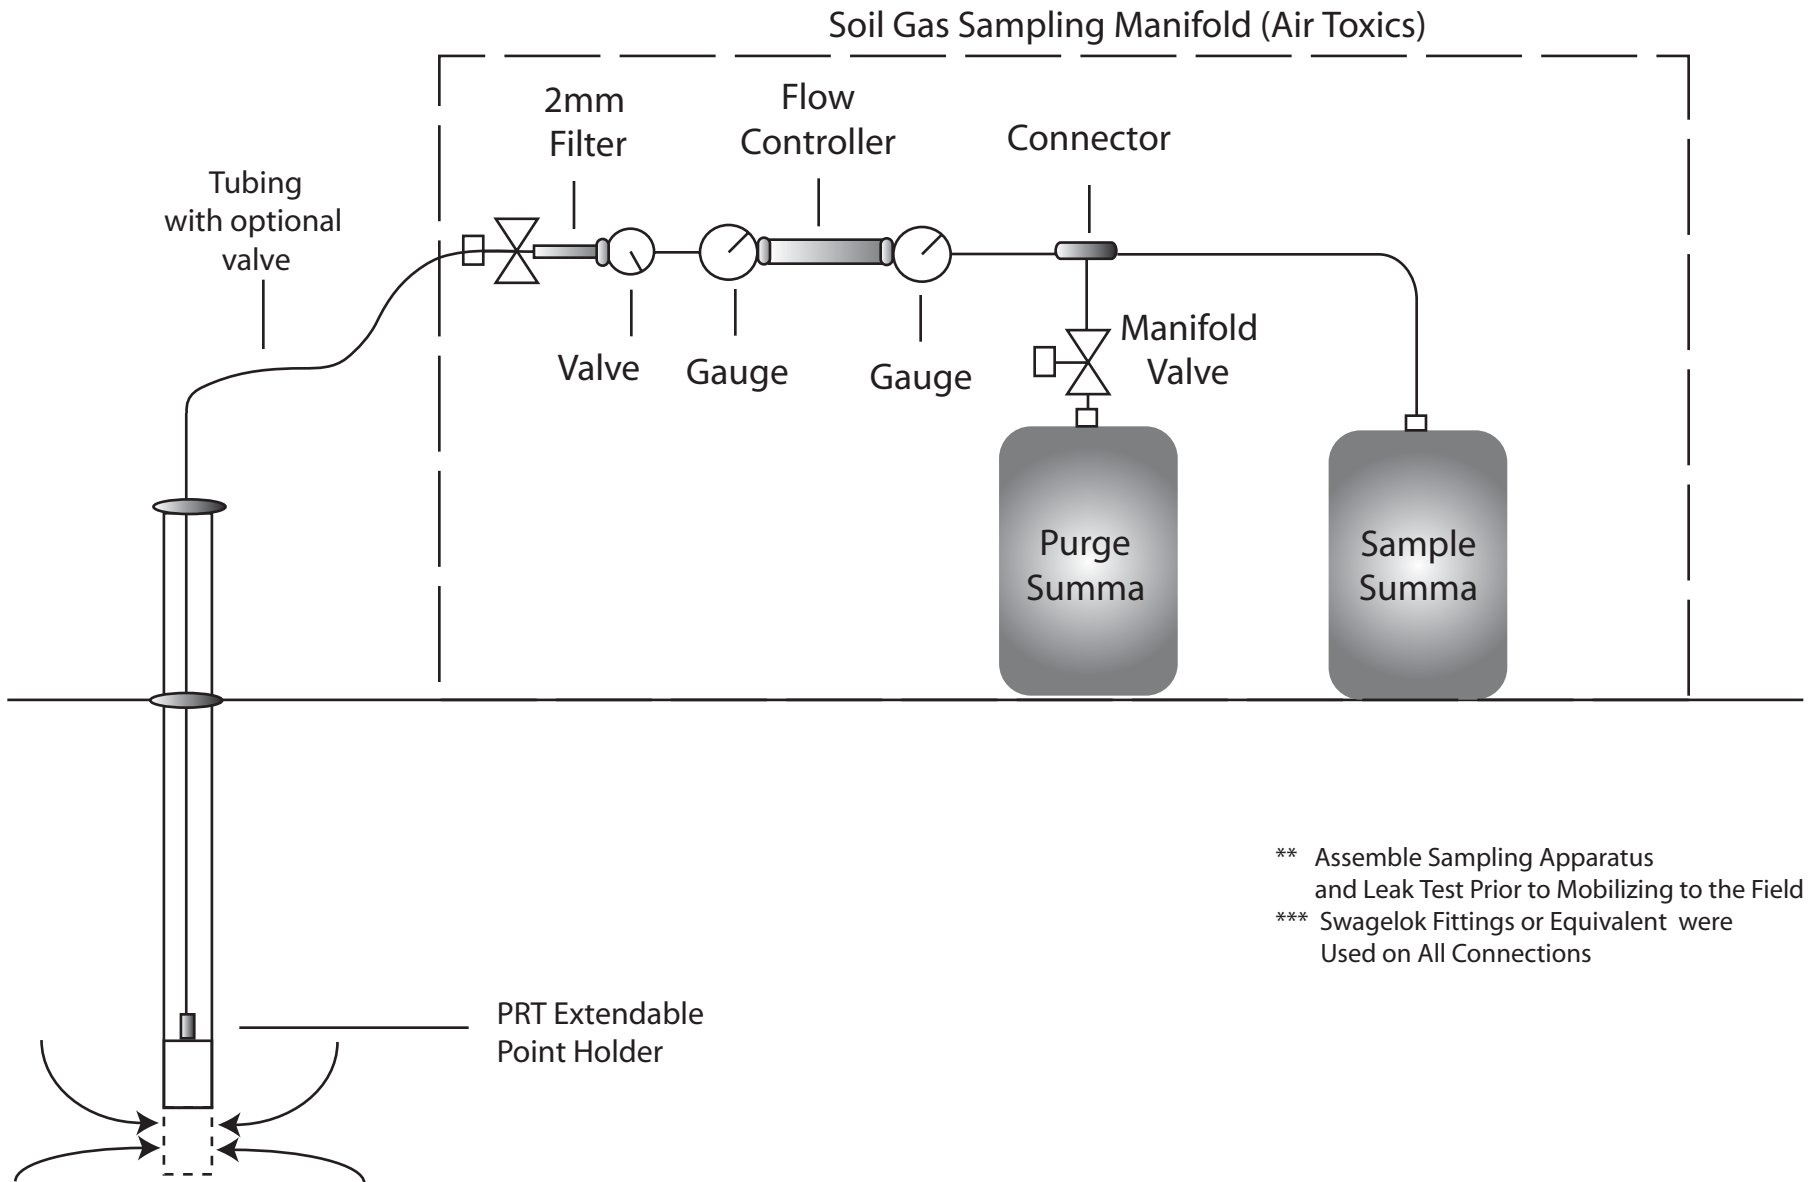 Soil Gas Sampling Manifold (Air Toxics)
2mm
Filter
Flow
Controller
Connector
Tubing
with optional
valve
Valve
Gauge
Gauge
Manifold
Valve
Purge
Summa
Sample
Summa
** Assemble Sampling Apparatus
and Leak Test Prior to Mobilizing to the Field
*** Swagelok Fittings or Equivalent were
Used on All Connections
PRT Extendable
Point Holder